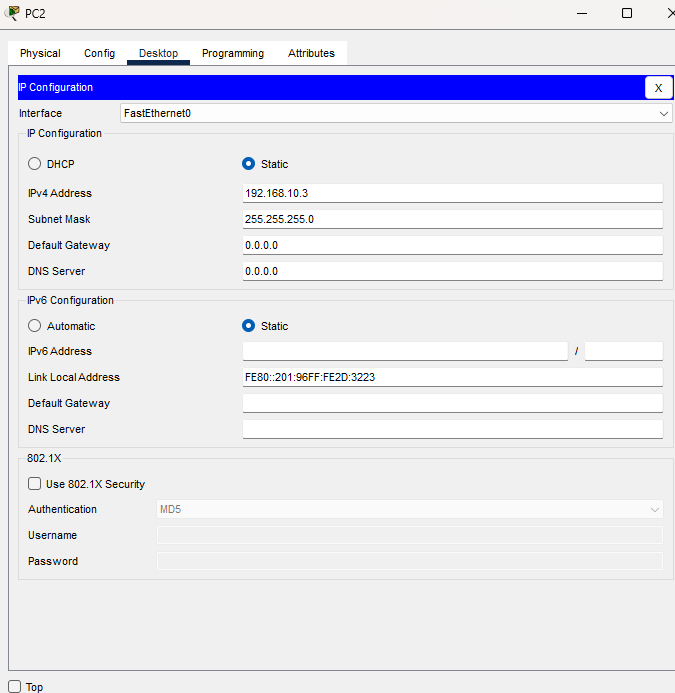 PC2
Physical Config Desktop Programming Attributes
IP Configuration X
Interface FastEthernet0
IP Configuration
DHCP Static
IPv4 Address 192.168.10.3
Subnet Mask 255.255.255.0
Default Gateway 0.0.0.0
DNS Server 0.0.0.0
IPv6 Configuration
Automatic Static
IPv6 Address /
Link Local Address FE80::201:96FF:FE2D:3223
Default Gateway
DNS Server
802.1X
Use 802.1X Security
Authentication MD5
Username
Password
Top